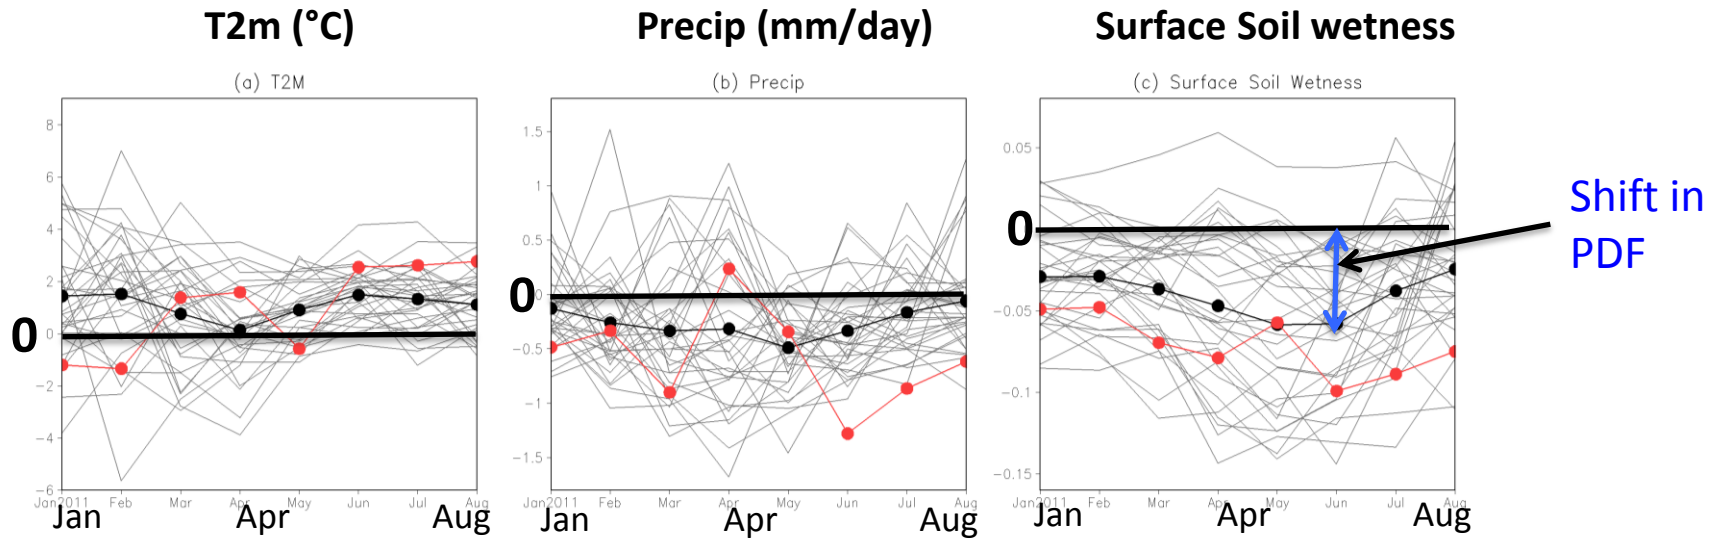 T2m (°C)
Precip (mm/day)
Surface Soil wetness
(a) T2M
8
6
4
2
0
-2
-4
-6
0
Jan2011 Feb Mar Apr May Jun Jul Aug
Jan Apr Aug
(b) Precip
1.5
1
0.5
0
-0.5
-1
-1.5
0
Jan2011 Feb Mar Apr May Jun Jul Aug
Jan Apr Aug
(c) Surface Soil Wetness
0.05
-0.05
-0.1
-0.15
0
Jan2011 Feb Mar Apr May Jun Jul Aug
Jan Apr Aug
Shift in
PDF